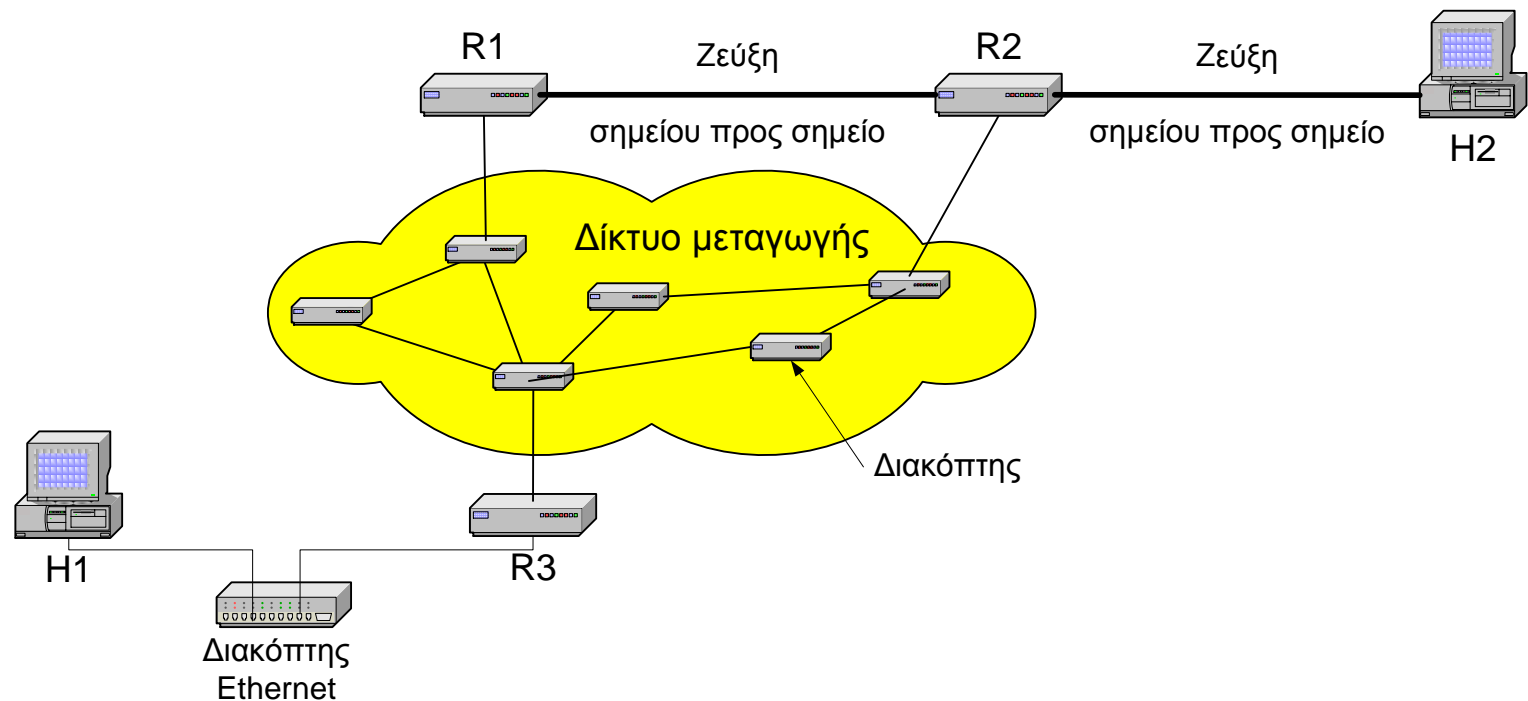 R1
Ζεύξη
R2
Ζεύξη
σημείου προς σημείο
σημείου προς σημείο
H2
Δίκτυο μεταγωγής
Διακόπτης
H1
R3
Διακόπτης
Ethernet